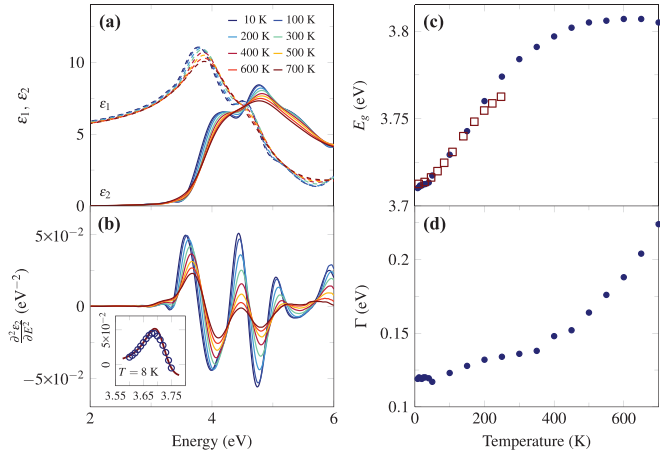 (a)
10 K 100 K
200 K 300 K
400 K 500 K
600 K 700 K
ε1
ε2
ε1, ε2
10
5
0
(b)
5×10−2
0
−5×10−2
∂²ε2/∂E² (eV−2)
5×10−2
0
T = 8 K
3.55 3.65 3.75
2 3 4 5 6
Energy (eV)
(c)
3.8
3.75
3.7
Eg (eV)
(d)
0.2
0.15
0.1
Γ (eV)
0 200 400 600
Temperature (K)